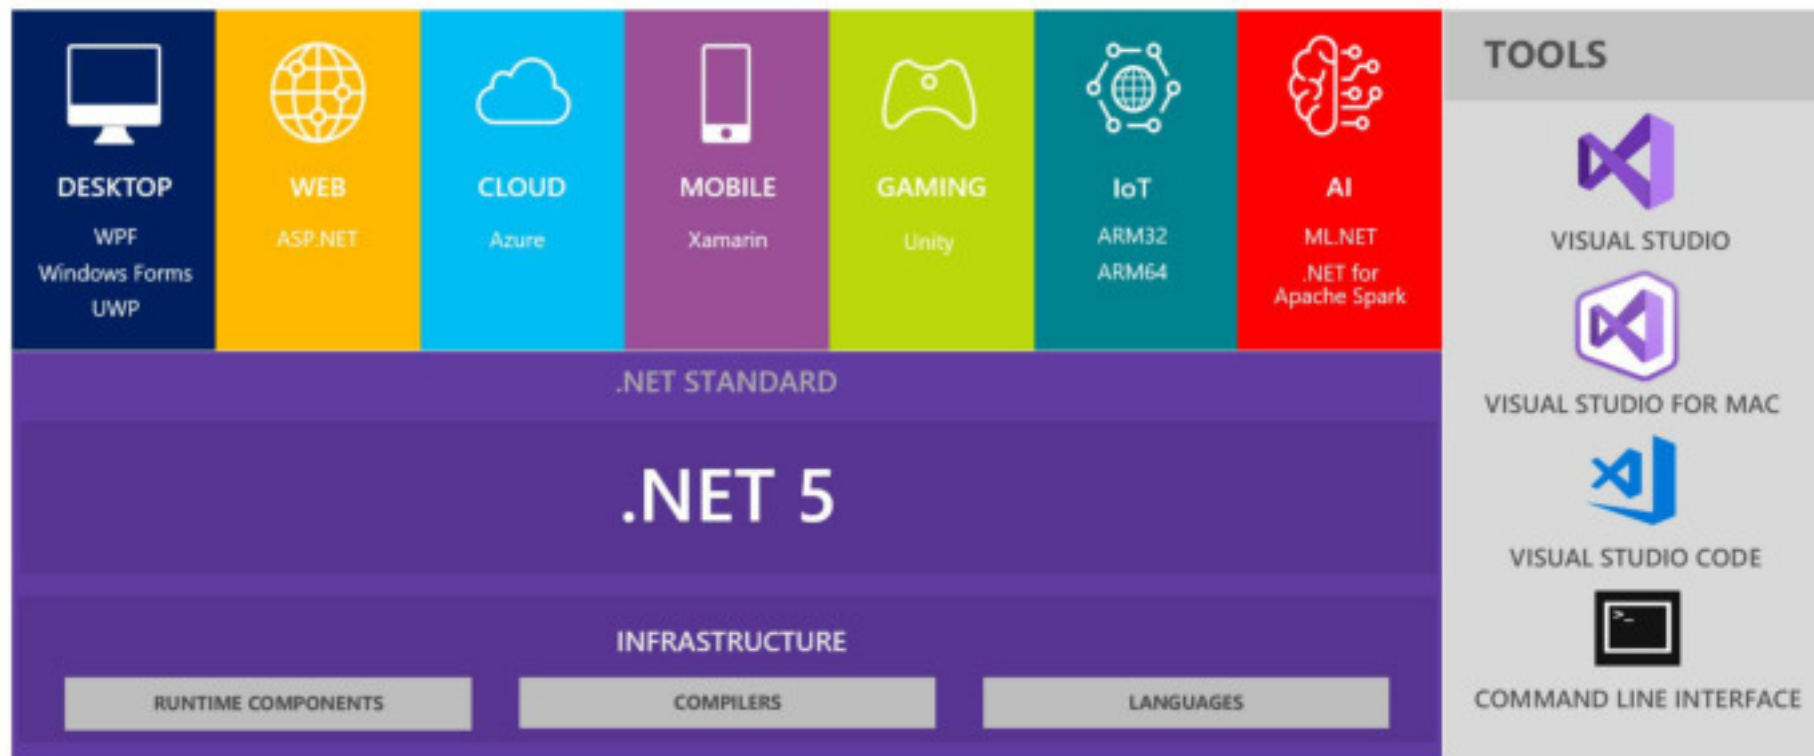 DESKTOP
WPF
Windows Forms
UWP
WEB
ASP.NET
CLOUD
Azure
MOBILE
Xamarin
GAMING
Unity
IoT
ARM32
ARM64
AI
ML.NET
.NET for
Apache Spark
.NET STANDARD
.NET 5
INFRASTRUCTURE
RUNTIME COMPONENTS
COMPILERS
LANGUAGES
TOOLS
VISUAL STUDIO
VISUAL STUDIO FOR MAC
VISUAL STUDIO CODE
>_
COMMAND LINE INTERFACE